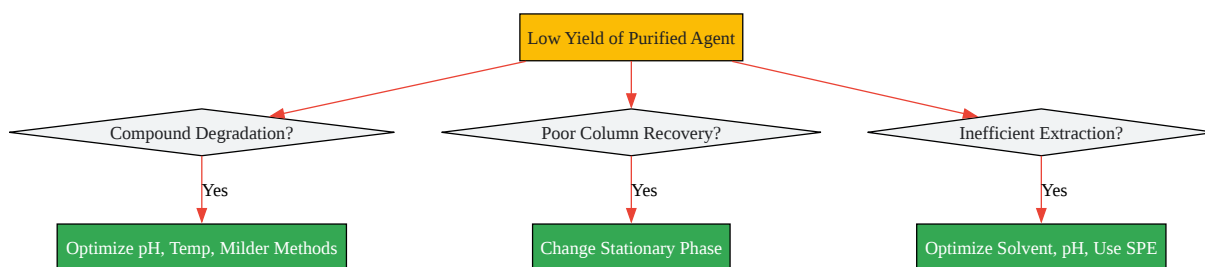 Low Yield of Purified Agent
Compound Degradation?
Poor Column Recovery?
Inefficient Extraction?
Yes
Yes
Yes
Optimize pH, Temp, Milder Methods
Change Stationary Phase
Optimize Solvent, pH, Use SPE